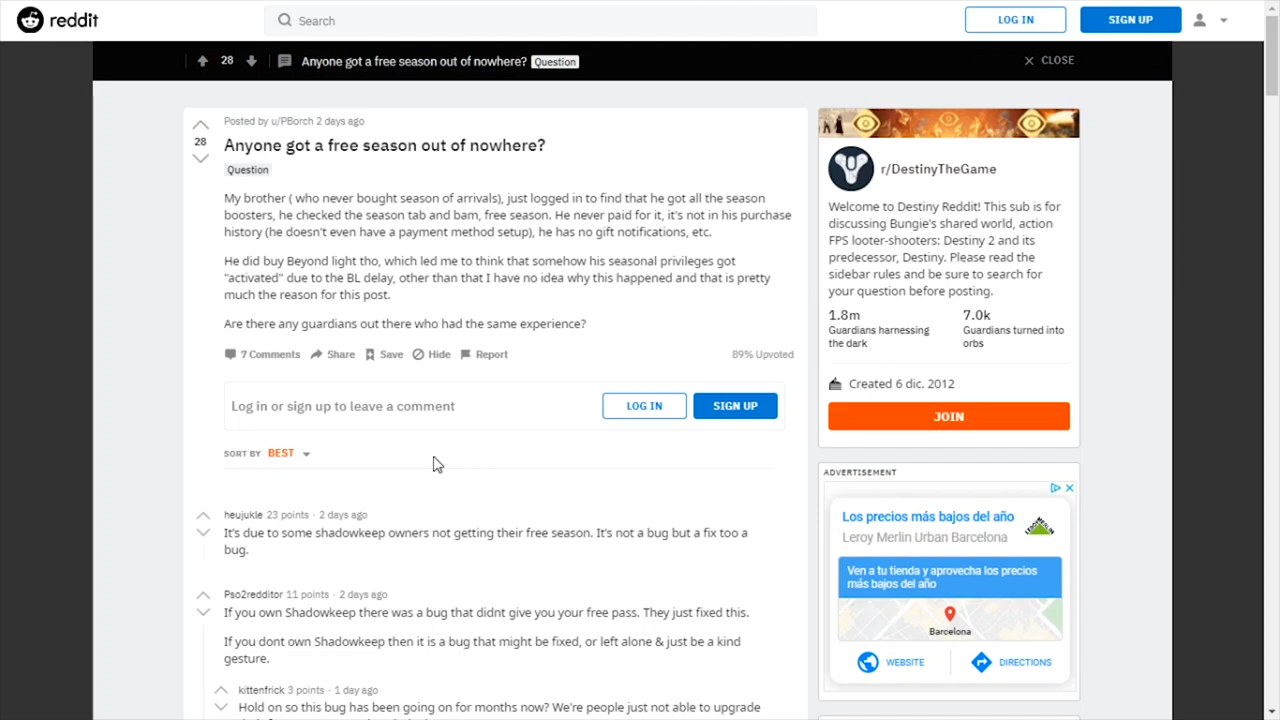 reddit
Search
LOG IN
SIGN UP
28
Anyone got a free season out of nowhere? Question
CLOSE
Posted by u/PBorch 2 days ago
28
Anyone got a free season out of nowhere?
Question
My brother ( who never bought season of arrivals), just logged in to find that he got all the season
boosters, he checked the season tab and bam, free season. He never paid for it, it's not in his purchase
history (he doesn't even have a payment method setup), he has no gift notifications, etc.
He did buy Beyond light tho, which led me to think that somehow his seasonal privileges got
"activated" due to the BL delay, other than that I have no idea why this happened and that is pretty
much the reason for this post.
Are there any guardians out there who had the same experience?
7 Comments Share Save Hide Report
89% Upvoted
Log in or sign up to leave a comment
LOG IN
SIGN UP
SORT BY BEST
heujukle 23 points · 2 days ago
It's due to some shadowkeep owners not getting their free season. It's not a bug but a fix too a
bug.
Pso2redditor 11 points · 2 days ago
If you own Shadowkeep there was a bug that didnt give you your free pass. They just fixed this.
If you dont own Shadowkeep then it is a bug that might be fixed, or left alone & just be a kind
gesture.
kittenfrick 3 points · 1 day ago
Hold on so this bug has been going on for months now? We're people just not able to upgrade
r/DestinyTheGame
Welcome to Destiny Reddit! This sub is for
discussing Bungie's shared world, action
FPS looter-shooters: Destiny 2 and its
predecessor, Destiny. Please read the
sidebar rules and be sure to search for
your question before posting.
1.8m
Guardians harnessing
the dark
7.0k
Guardians turned into
orbs
Created 6 dic. 2012
JOIN
ADVERTISEMENT
Los precios más bajos del año
Leroy Merlin Urban Barcelona
Ven a tu tienda y aprovecha los precios
más bajos del año
Barcelona
WEBSITE
DIRECTIONS